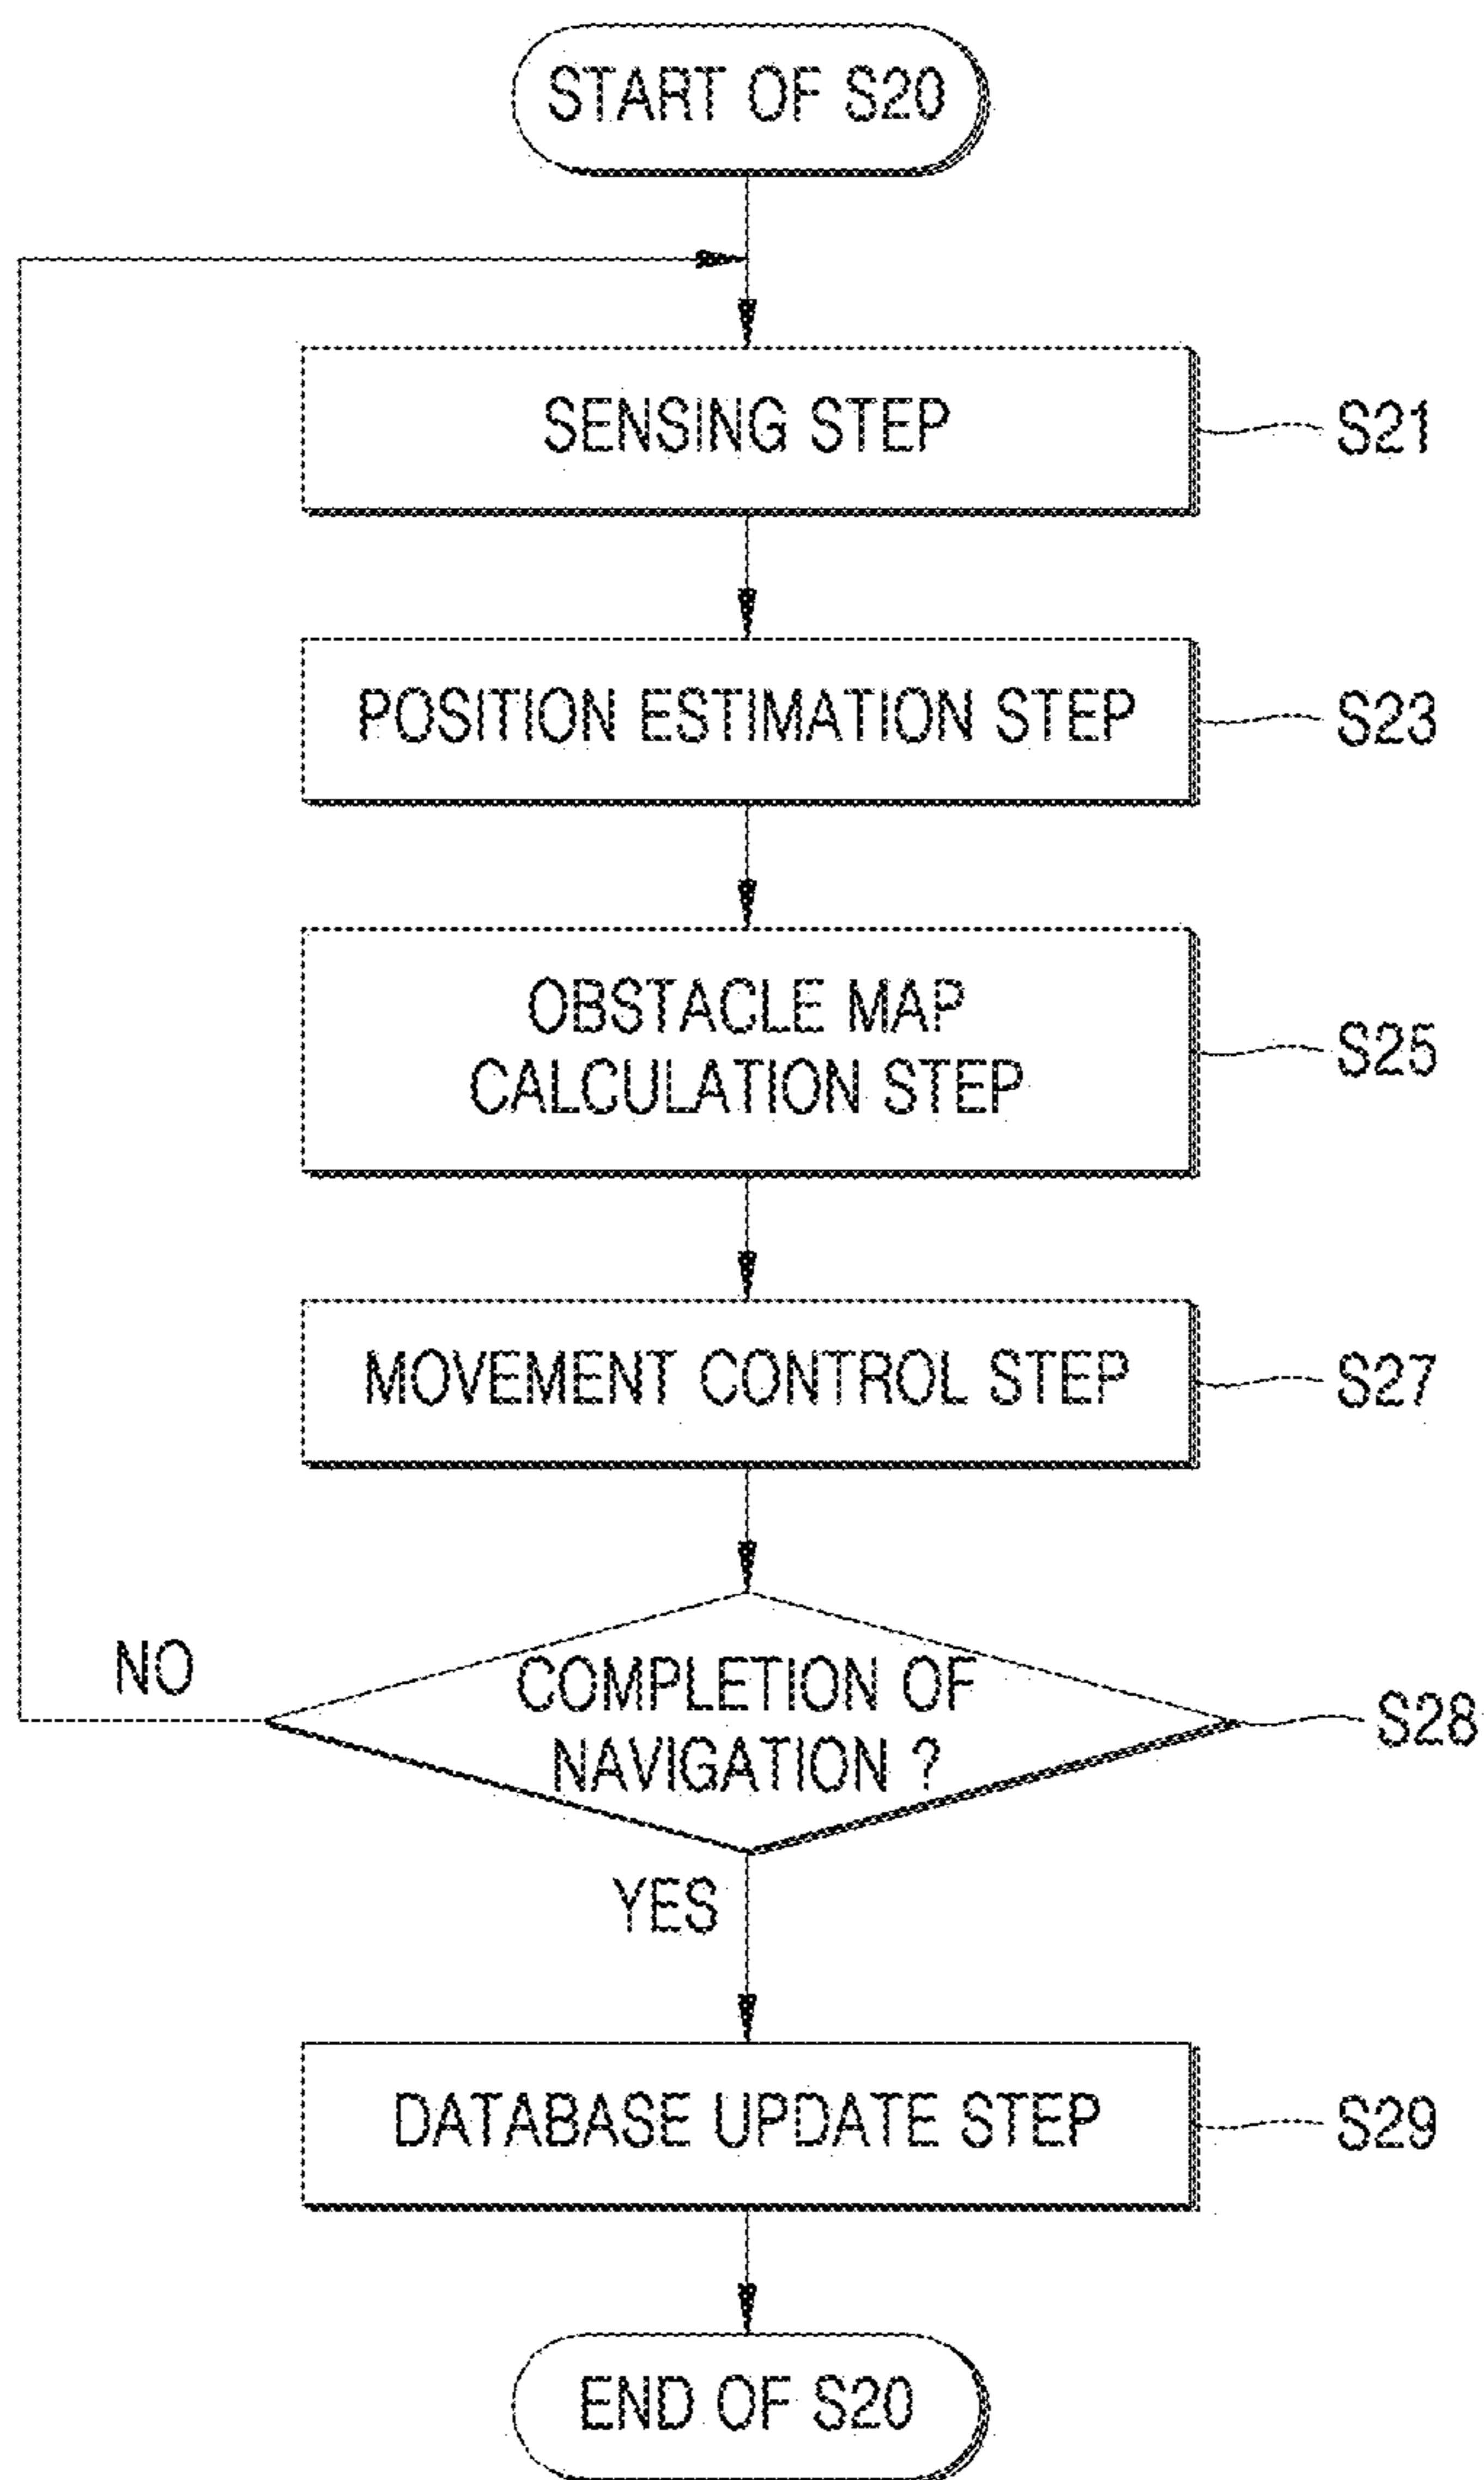 START OF S20
SENSING STEP
S21
POSITION ESTIMATION STEP
S23
OBSTACLE MAP
CALCULATION STEP
S25
MOVEMENT CONTROL STEP
S27
NO
COMPLETION OF
NAVIGATION ?
S28
YES
DATABASE UPDATE STEP
S29
END OF S20